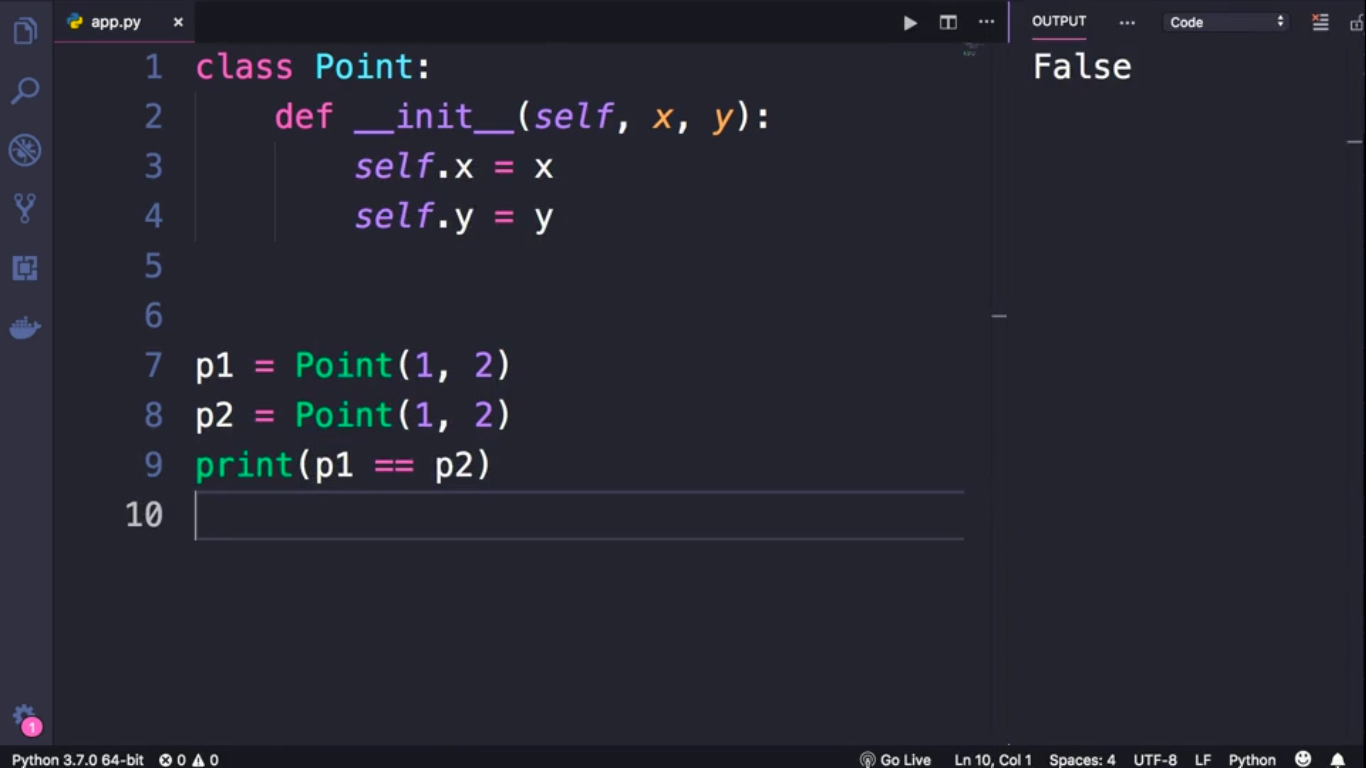 app.py
OUTPUT
Code
1 class Point:
2     def __init__(self, x, y):
3         self.x = x
4         self.y = y
5
6
7 p1 = Point(1, 2)
8 p2 = Point(1, 2)
9 print(p1 == p2)
10
False
1
Python 3.7.0 64-bit 0 0 Go Live Ln 10, Col 1 Spaces: 4 UTF-8 LF Python